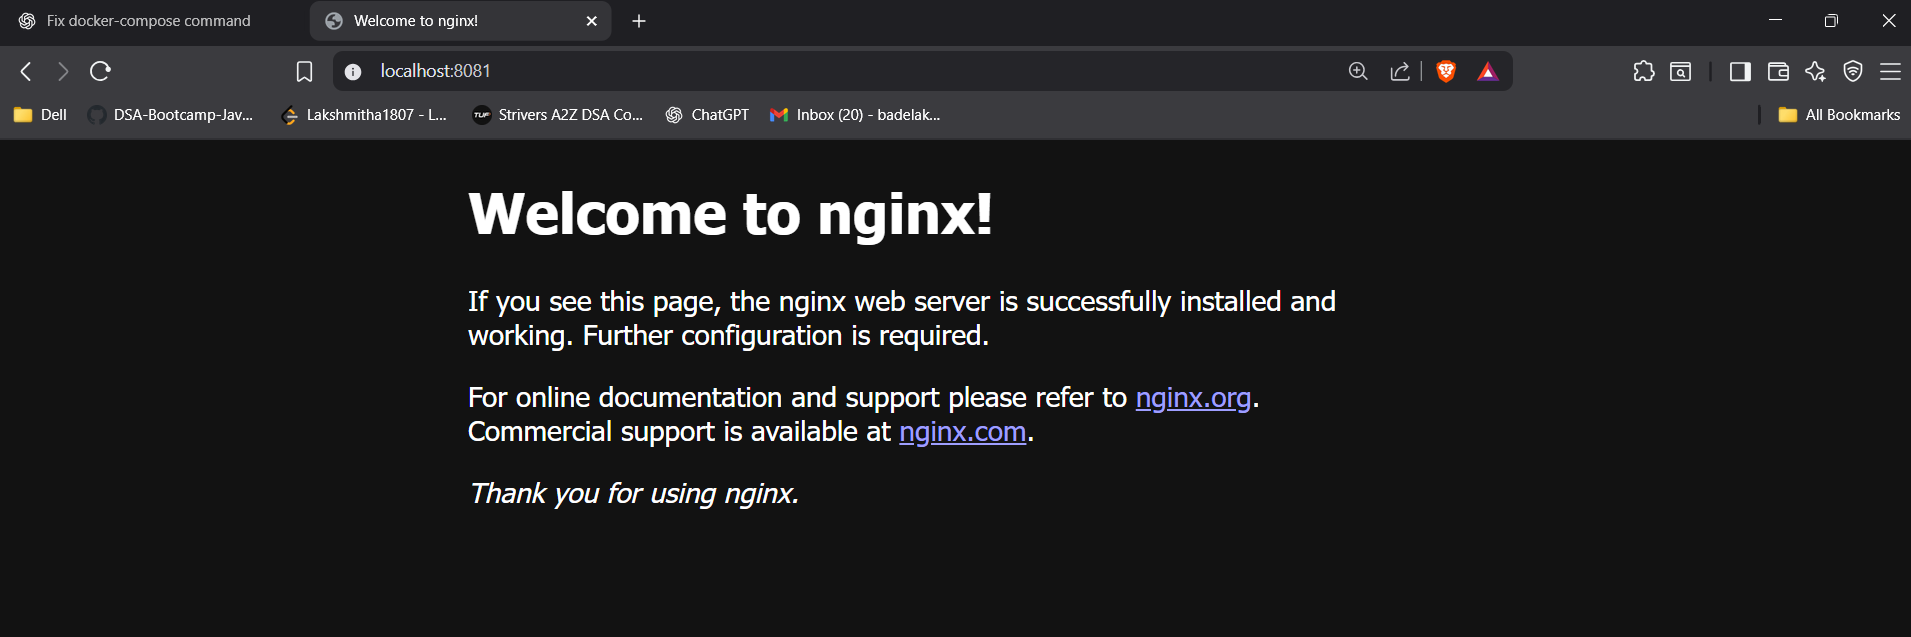 Fix docker-compose command
Welcome to nginx!
localhost:8081
Dell
DSA-Bootcamp-Jav...
Lakshmitha1807 - L...
TUF
Strivers A2Z DSA Co...
ChatGPT
Inbox (20) - badelak...
All Bookmarks
Welcome to nginx!
If you see this page, the nginx web server is successfully installed and
working. Further configuration is required.
For online documentation and support please refer to nginx.org.
Commercial support is available at nginx.com.
Thank you for using nginx.